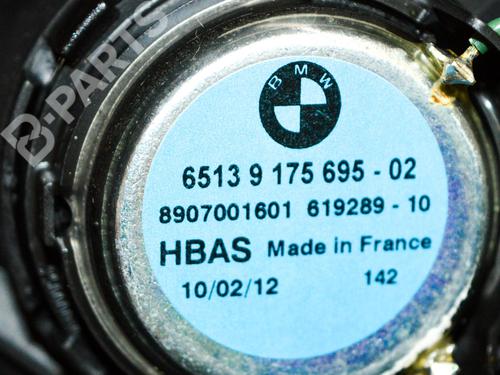 B-PARTS
BMW
6513 9 175 695 - 02
8907001601 619289 - 10
HBAS Made in France
10/02/12 142